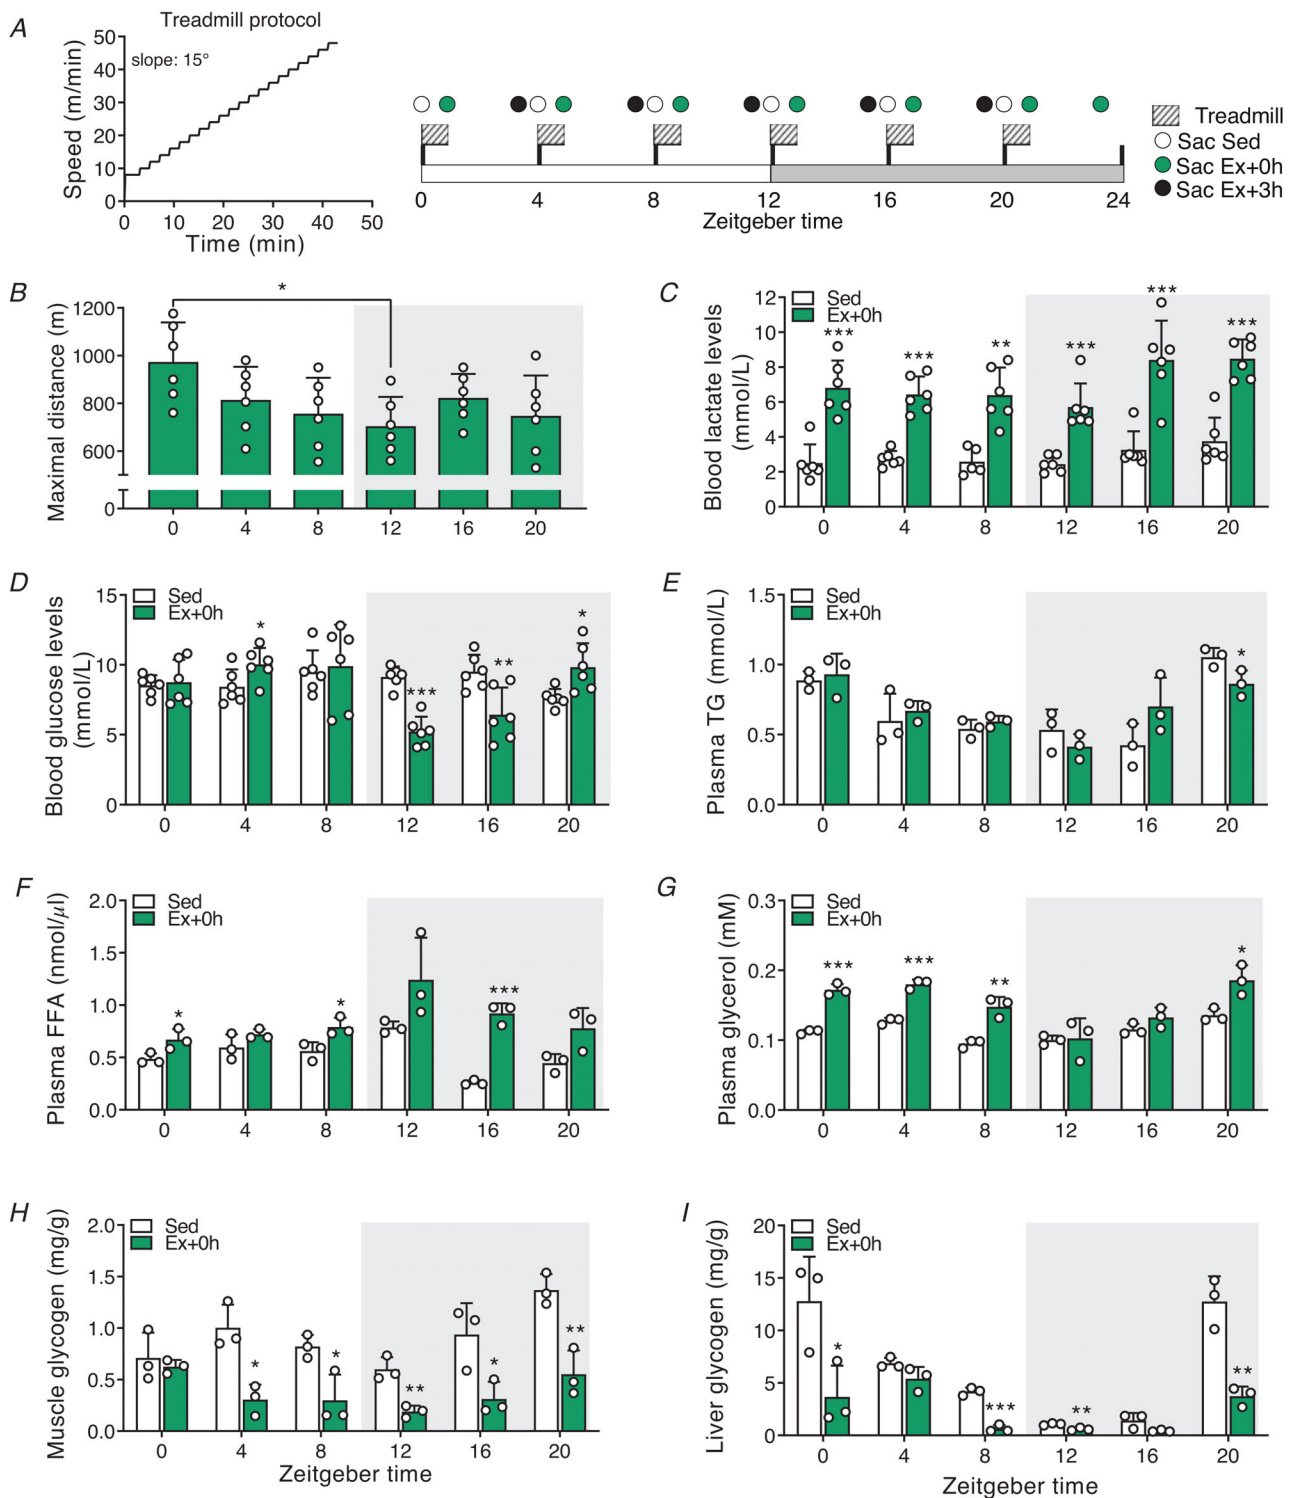 A
Treadmill protocol
slope: 15°
Speed (m/min)
50
40
30
20
10
0
0 10 20 30 40 50
Time (min)
Treadmill
Sac Sed
Sac Ex+0h
Sac Ex+3h
0 4 8 12 16 20 24
Zeitgeber time
B
Maximal distance (m)
1200
1000
800
600
0
*
0 4 8 12 16 20
C
Blood lactate levels
(mmol/L)
12
10
8
6
4
2
0
Sed
Ex+0h
*** *** ** *** *** ***
0 4 8 12 16 20
D
Blood glucose levels
(mmol/L)
15
10
5
0
Sed
Ex+0h
* *** ** *
0 4 8 12 16 20
E
Plasma TG (mmol/L)
1.5
1.0
0.5
0.0
Sed
Ex+0h
*
0 4 8 12 16 20
F
Plasma FFA (nmol/μl)
2.0
1.5
1.0
0.5
0.0
Sed
Ex+0h
* * ***
0 4 8 12 16 20
G
Plasma glycerol (mM)
0.3
0.2
0.1
0.0
Sed
Ex+0h
*** *** ** *
0 4 8 12 16 20
H
Muscle glycogen (mg/g)
2.0
1.5
1.0
0.5
0.0
Sed
Ex+0h
* * ** * **
0 4 8 12 16 20
Zeitgeber time
I
Liver glycogen (mg/g)
20
15
10
5
0
Sed
Ex+0h
* *** ** **
0 4 8 12 16 20
Zeitgeber time